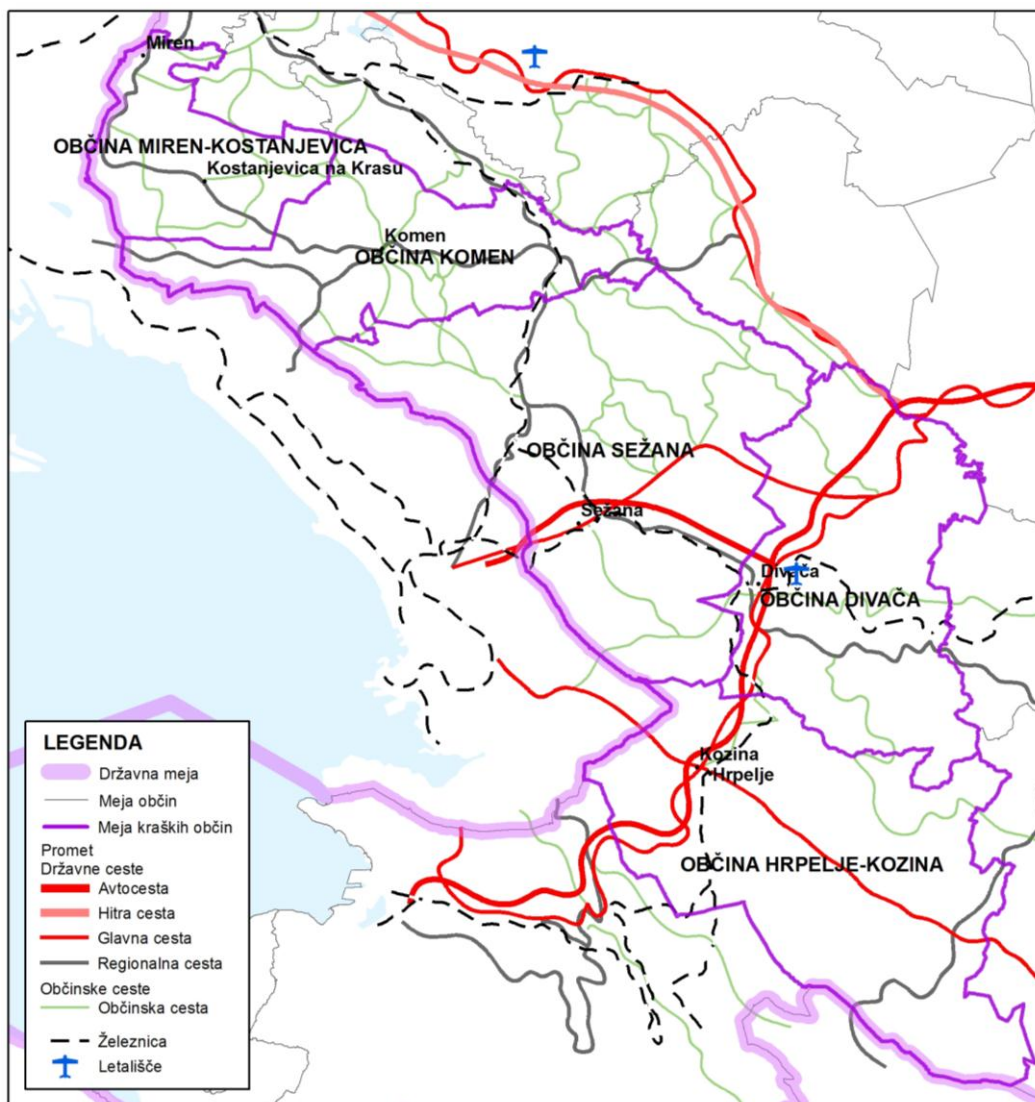 Miren
OBČINA MIREN-KOSTANJEVICA
Kostanjevica na Krasu
Komen
OBČINA KOMEN
OBČINA SEŽANA
Sežana
Divača
OBČINA DIVAČA
Kozina
Hrpelje
OBČINA HRPELJE-KOZINA
LEGENDA
Državna meja
Meja občin
Meja kraških občin
Promet
Državne ceste
Avtocesta
Hitra cesta
Glavna cesta
Regionalna cesta
Občinske ceste
Občinska cesta
Železnica
Letališče